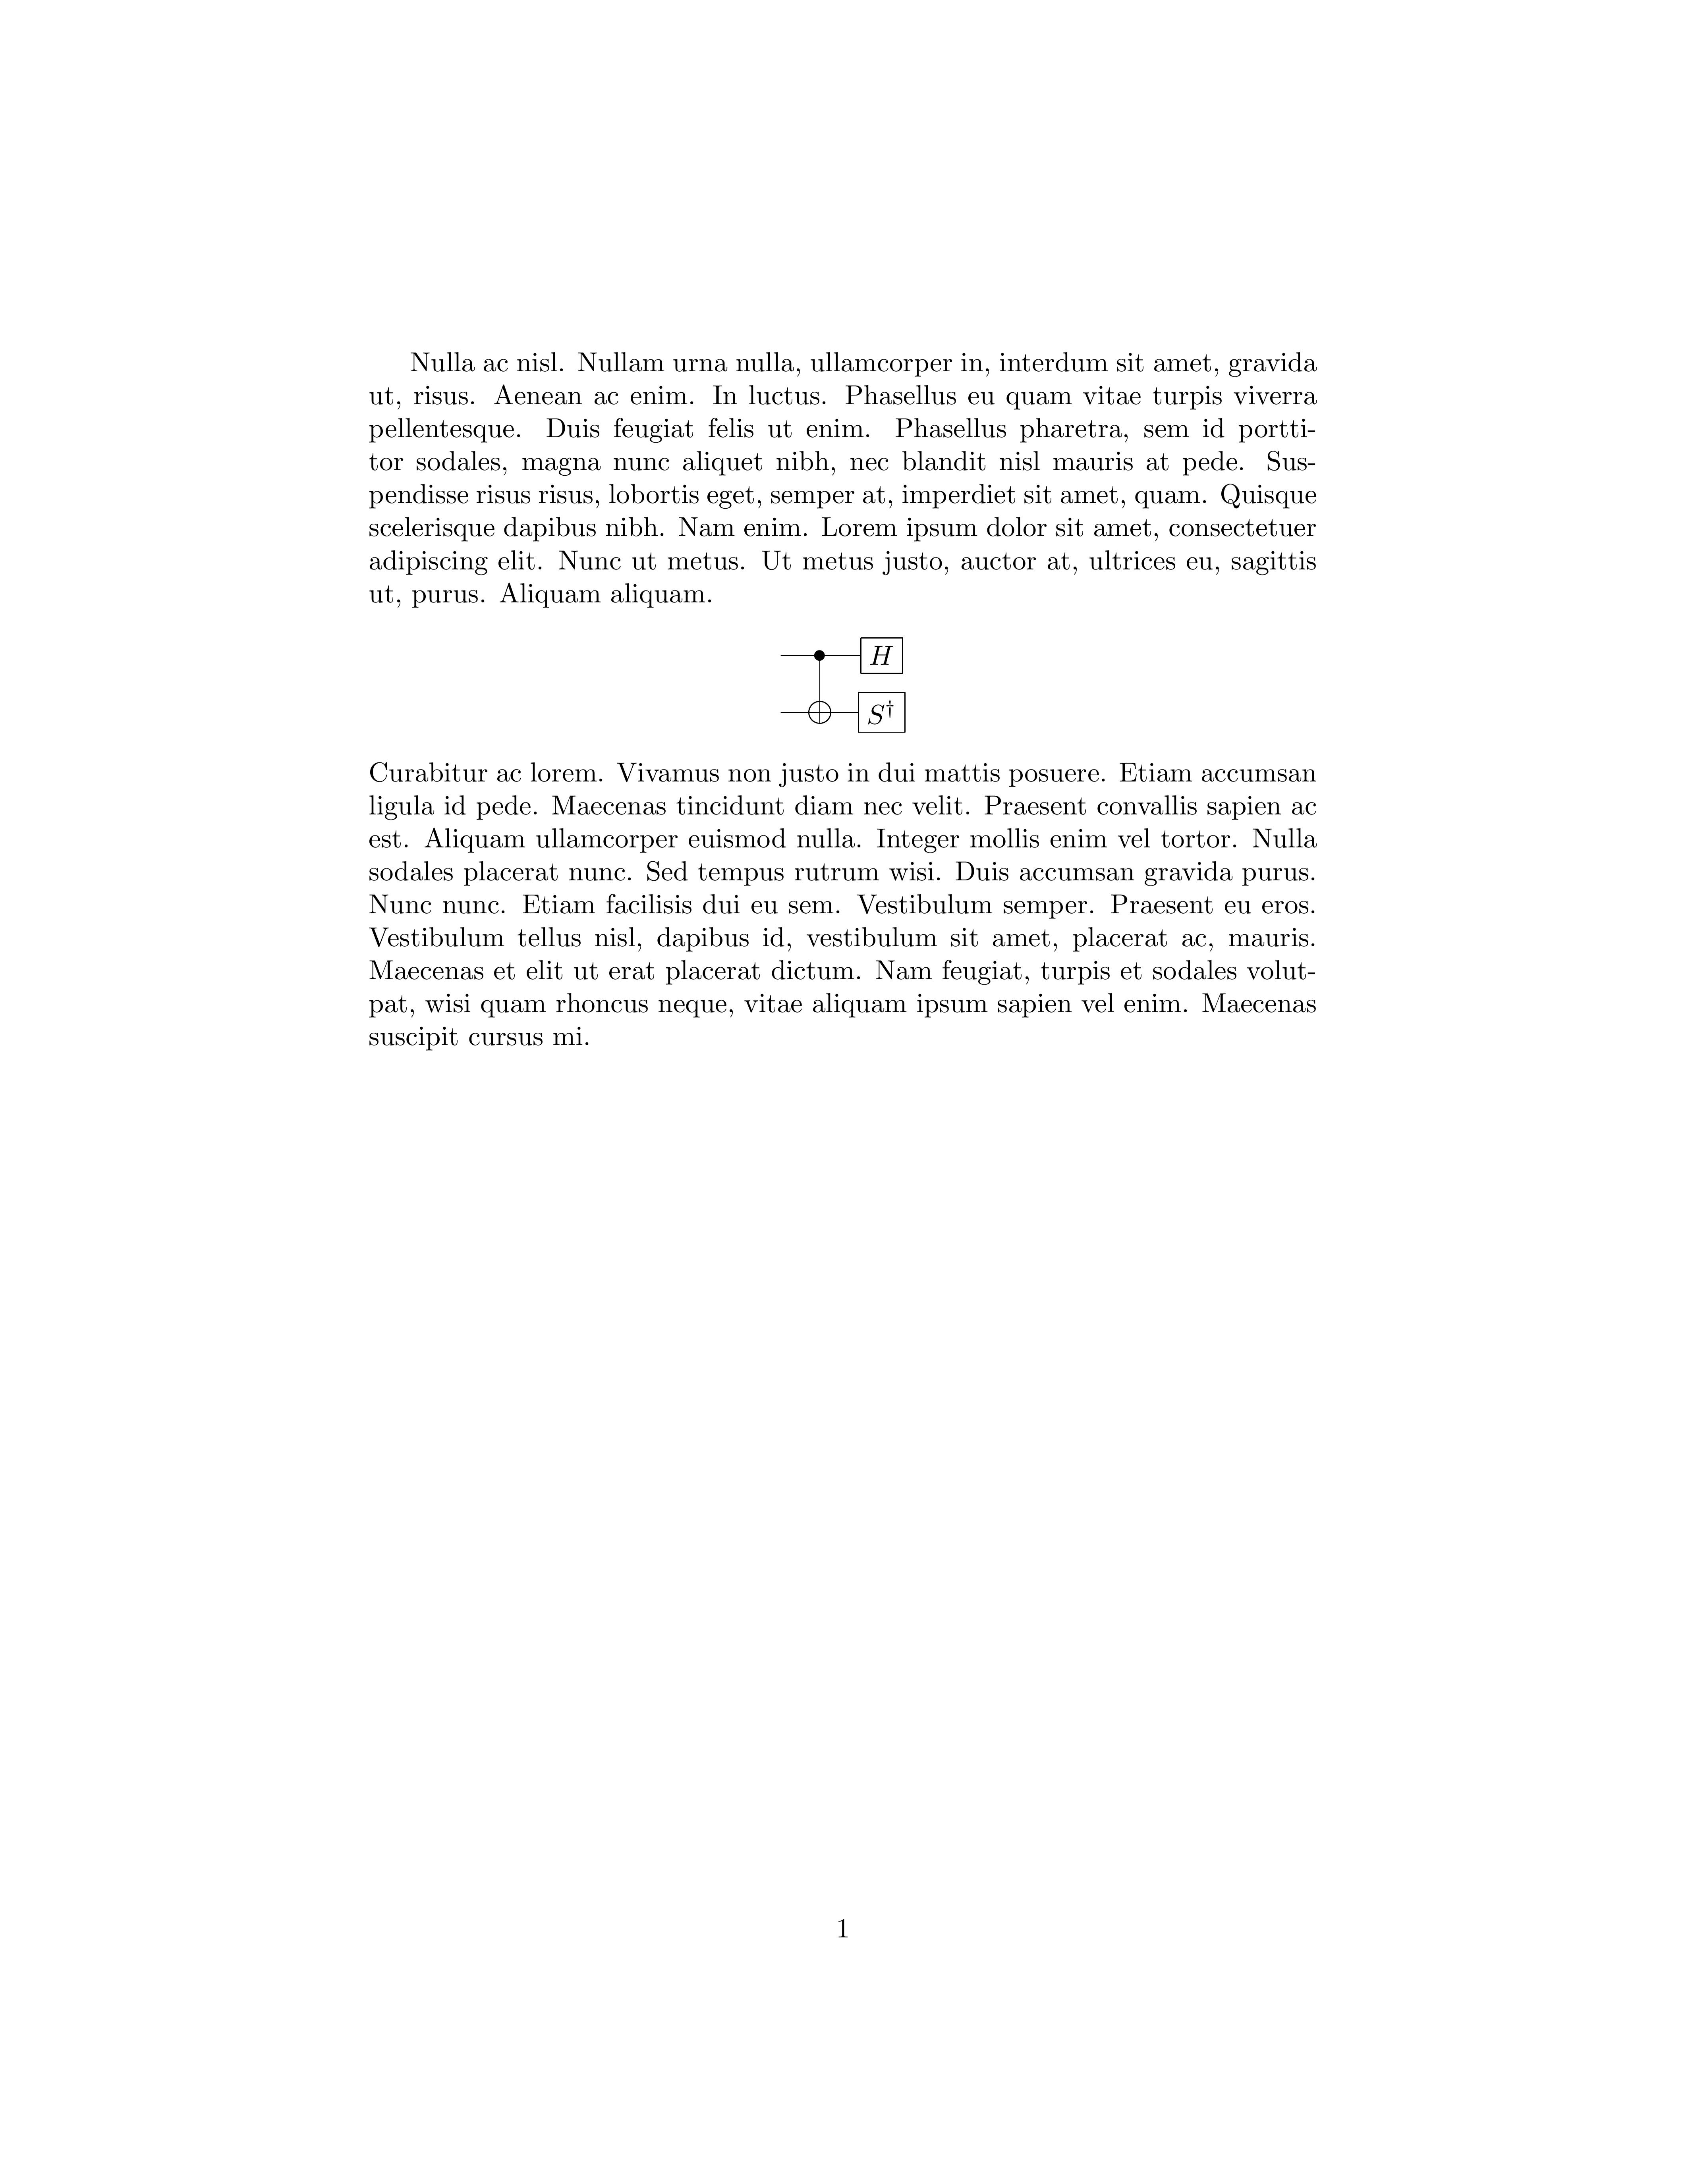 Nulla ac nisl. Nullam urna nulla, ullamcorper in, interdum sit amet, gravida
ut, risus. Aenean ac enim. In luctus. Phasellus eu quam vitae turpis viverra
pellentesque. Duis feugiat felis ut enim. Phasellus pharetra, sem id portti-
tor sodales, magna nunc aliquet nibh, nec blandit nisl mauris at pede. Sus-
pendisse risus risus, lobortis eget, semper at, imperdiet sit amet, quam. Quisque
scelerisque dapibus nibh. Nam enim. Lorem ipsum dolor sit amet, consectetuer
adipiscing elit. Nunc ut metus. Ut metus justo, auctor at, ultrices eu, sagittis
ut, purus. Aliquam aliquam.
H
S†
Curabitur ac lorem. Vivamus non justo in dui mattis posuere. Etiam accumsan
ligula id pede. Maecenas tincidunt diam nec velit. Praesent convallis sapien ac
est. Aliquam ullamcorper euismod nulla. Integer mollis enim vel tortor. Nulla
sodales placerat nunc. Sed tempus rutrum wisi. Duis accumsan gravida purus.
Nunc nunc. Etiam facilisis dui eu sem. Vestibulum semper. Praesent eu eros.
Vestibulum tellus nisl, dapibus id, vestibulum sit amet, placerat ac, mauris.
Maecenas et elit ut erat placerat dictum. Nam feugiat, turpis et sodales volut-
pat, wisi quam rhoncus neque, vitae aliquam ipsum sapien vel enim. Maecenas
suscipit cursus mi.
1